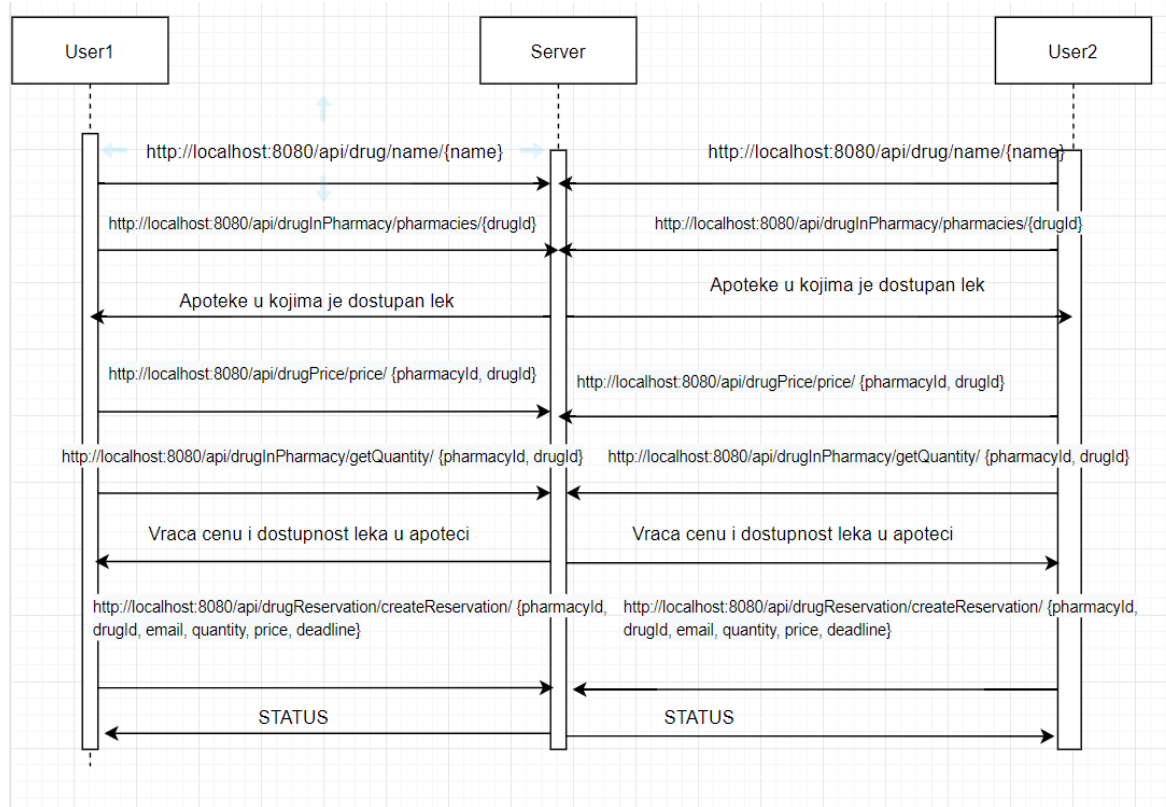 User1
Server
User2
http://localhost:8080/api/drug/name/{name}
http://localhost:8080/api/drug/name/{name}
http://localhost:8080/api/drugInPharmacy/pharmacies/{drugId}
http://localhost:8080/api/drugInPharmacy/pharmacies/{drugId}
Apoteke u kojima je dostupan lek
Apoteke u kojima je dostupan lek
http://localhost:8080/api/drugPrice/price/ {pharmacyId, drugId}
http://localhost:8080/api/drugPrice/price/ {pharmacyId, drugId}
http://localhost:8080/api/drugInPharmacy/getQuantity/ {pharmacyId, drugId}
http://localhost:8080/api/drugInPharmacy/getQuantity/ {pharmacyId, drugId}
Vraca cenu i dostupnost leka u apoteci
Vraca cenu i dostupnost leka u apoteci
http://localhost:8080/api/drugReservation/createReservation/ {pharmacyId,
drugId, email, quantity, price, deadline}
http://localhost:8080/api/drugReservation/createReservation/ {pharmacyId,
drugId, email, quantity, price, deadline}
STATUS
STATUS